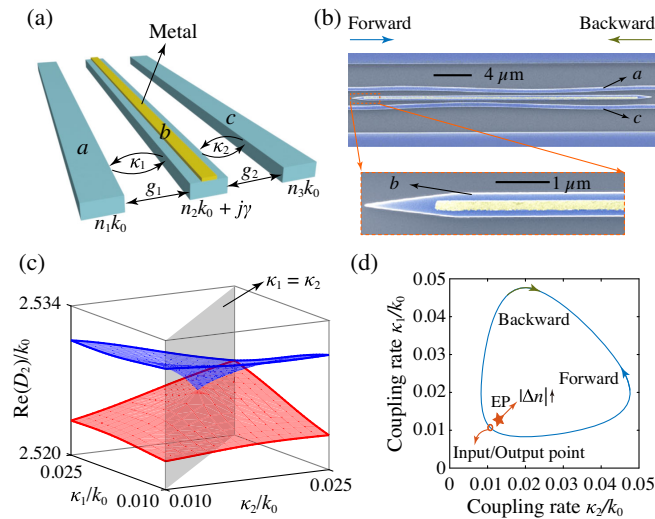 (a)
Metal
a
b
c
κ₁
κ₂
g₁
g₂
n₁k₀
n₂k₀ + jγ
n₃k₀
(b)
Forward
Backward
4 μm
a
c
b
1 μm
(c)
κ₁ = κ₂
2.534
Re(D₂)/k₀
2.520
0.025
κ₁/k₀
0.010
0.010
κ₂/k₀
0.025
(d)
0.05
0.04
0.03
0.02
0.01
0
Coupling rate κ₁/k₀
Backward
Forward
EP
|Δn|↑
Input/Output point
0 0.01 0.02 0.03 0.04 0.05
Coupling rate κ₂/k₀